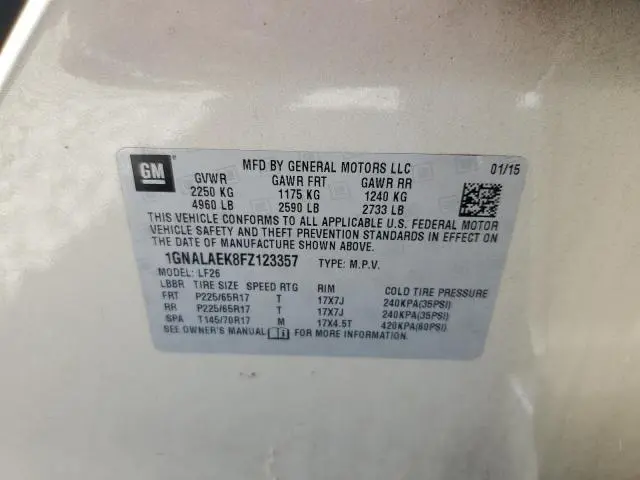 GM
MFD BY GENERAL MOTORS LLC 01/15
GVWR GAWR FRT GAWR RR
2250 KG 1175 KG 1240 KG
4960 LB 2590 LB 2733 LB
THIS VEHICLE CONFORMS TO ALL APPLICABLE U.S. FEDERAL MOTOR
VEHICLE SAFETY AND THEFT PREVENTION STANDARDS IN EFFECT ON
THE DATE OF MANUFACTURE SHOWN ABOVE.
1GNALAEK8FZ123357 TYPE: M.P.V.
MODEL: LF26
LBBR TIRE SIZE SPEED RTG RIM COLD TIRE PRESSURE
FRT P225/65R17 T 17X7J 240KPA(35PSI)
RR P225/65R17 T 17X7J 240KPA(35PSI)
SPA T145/70R17 M 17X4.5T 420KPA(60PSI)
SEE OWNER'S MANUAL FOR MORE INFORMATION.